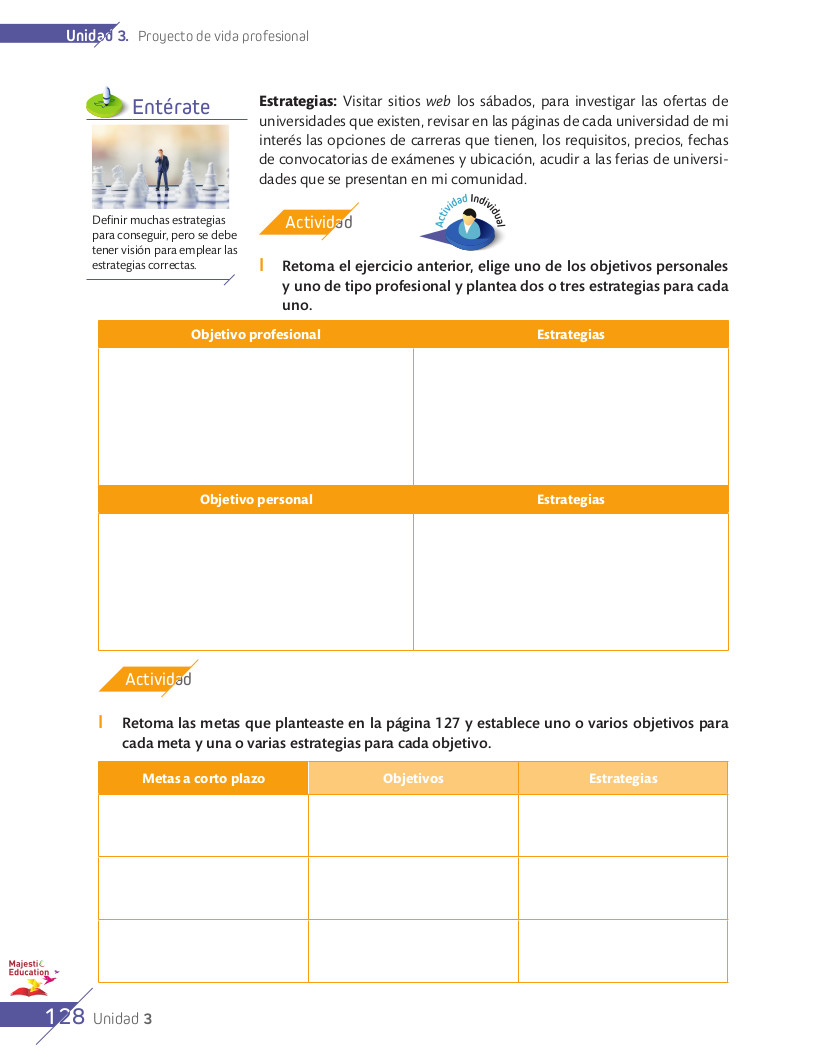 Unidad 3. Proyecto de vida profesional
Entérate
Definir muchas estrategias
para conseguir, pero se debe
tener visión para emplear las
estrategias correctas.
Estrategias: Visitar sitios web los sábados, para investigar las ofertas de
universidades que existen, revisar en las páginas de cada universidad de mi
interés las opciones de carreras que tienen, los requisitos, precios, fechas
de convocatorias de exámenes y ubicación, acudir a las ferias de universi-
dades que se presentan en mi comunidad.
Actividad
Actividad Individual
I Retoma el ejercicio anterior, elige uno de los objetivos personales
y uno de tipo profesional y plantea dos o tres estrategias para cada
uno.
Objetivo profesional Estrategias
Objetivo personal Estrategias
Actividad
I Retoma las metas que planteaste en la página 127 y establece uno o varios objetivos para
cada meta y una o varias estrategias para cada objetivo.
Metas a corto plazo Objetivos Estrategias
Majestic
Education
128 Unidad 3